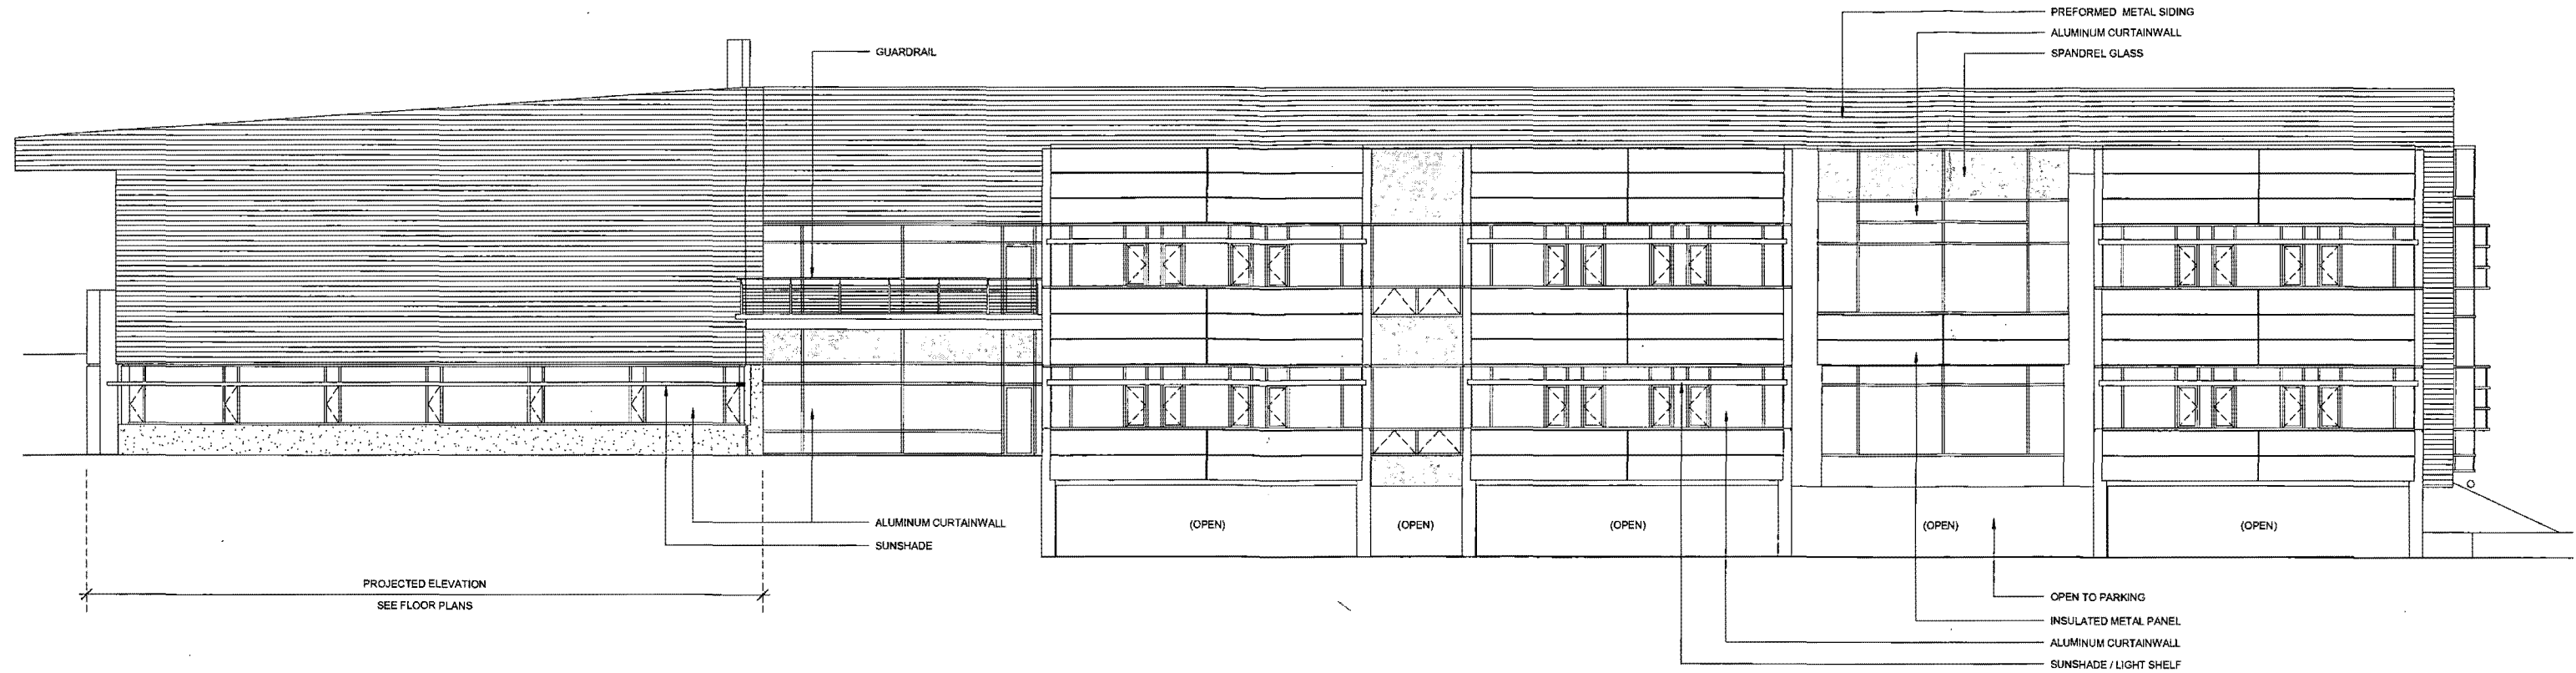 PREFORMED METAL SIDING
ALUMINUM CURTAINWALL
SPANDREL GLASS
GUARDRAIL
(OPEN)
(OPEN)
(OPEN)
(OPEN)
(OPEN)
ALUMINUM CURTAINWALL
SUNSHADE
PROJECTED ELEVATION
SEE FLOOR PLANS
OPEN TO PARKING
INSULATED METAL PANEL
ALUMINUM CURTAINWALL
SUNSHADE / LIGHT SHELF